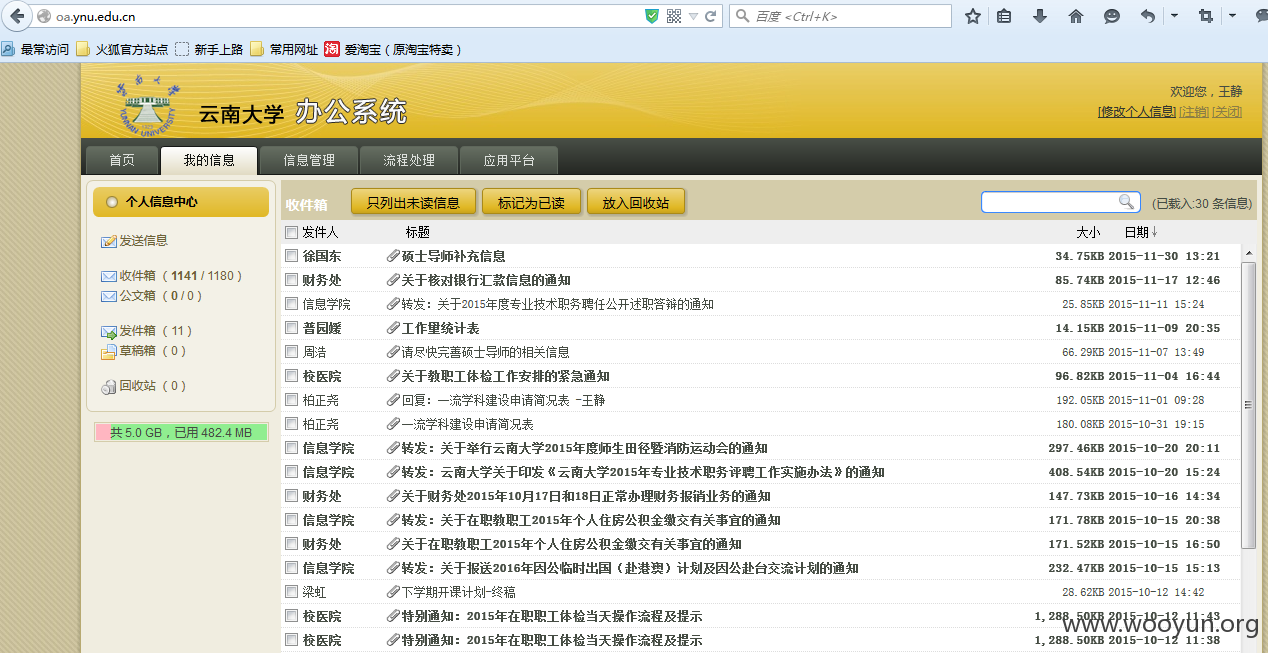 oa.ynu.edu.cn
百度 <Ctrl+K>
最常访问 火狐官方站点 新手上路 常用网址 淘 爱淘宝（原淘宝特卖）
云南大学 办公系统
YUNNAN UNIVERSITY
欢迎您，王静
[修改个人信息] [注销] [关闭]
首页 我的信息 信息管理 流程处理 应用平台
个人信息中心
发送信息
收件箱 ( 1141 / 1180 )
公文箱 ( 0 / 0 )
发件箱 ( 11 )
草稿箱 ( 0 )
回收站 ( 0 )
共 5.0 GB，已用 482.4 MB
收件箱 只列出未读信息 标记为已读 放入回收站 (已载入:30 条信息)
发件人 标题 大小 日期↓
徐国东 硕士导师补充信息 34.75KB 2015-11-30 13:21
财务处 关于核对银行汇款信息的通知 85.74KB 2015-11-17 12:46
信息学院 转发：关于2015年度专业技术职务聘任公开述职答辩的通知 25.85KB 2015-11-11 15:24
普园媛 工作量统计表 14.15KB 2015-11-09 20:35
周浩 请尽快完善硕士导师的相关信息 66.29KB 2015-11-07 13:49
校医院 关于教职工体检工作安排的紧急通知 96.82KB 2015-11-04 16:44
柏正尧 回复：一流学科建设申请简况表 -王静 192.05KB 2015-11-01 09:28
柏正尧 一流学科建设申请简况表 180.08KB 2015-10-31 19:15
信息学院 转发：关于举行云南大学2015年度师生田径暨消防运动会的通知 297.46KB 2015-10-20 20:11
信息学院 转发：云南大学关于印发《云南大学2015年专业技术职务评聘工作实施办法》的通知 408.54KB 2015-10-20 15:24
财务处 关于财务处2015年10月17日和18日正常办理财务报销业务的通知 147.73KB 2015-10-16 14:34
信息学院 转发：关于在职教职工2015年个人住房公积金缴交有关事宜的通知 171.78KB 2015-10-15 20:38
财务处 关于在职教职工2015年个人住房公积金缴交有关事宜的通知 171.52KB 2015-10-15 16:50
信息学院 转发：关于报送2016年因公临时出国（赴港澳）计划及因公赴台交流计划的通知 232.47KB 2015-10-15 15:13
梁虹 下学期开课计划-终稿 28.62KB 2015-10-12 14:42
校医院 特别通知：2015年在职职工体检当天操作流程及提示 1,288.50KB 2015-10-12 11:43
校医院 特别通知：2015年在职职工体检当天操作流程及提示 1,288.50KB 2015-10-12 11:38
www.wooyun.org